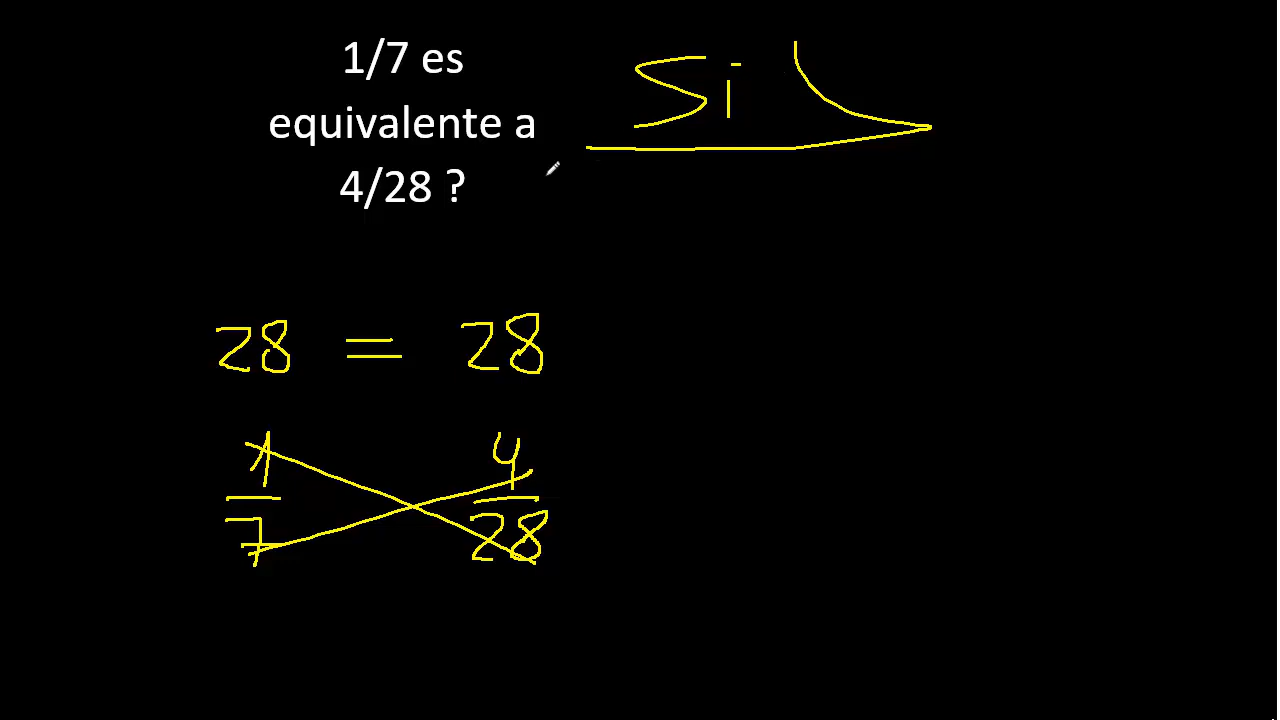 1/7 es
equivalente a
4/28 ?
Si
28 = 28
1 4
7 28